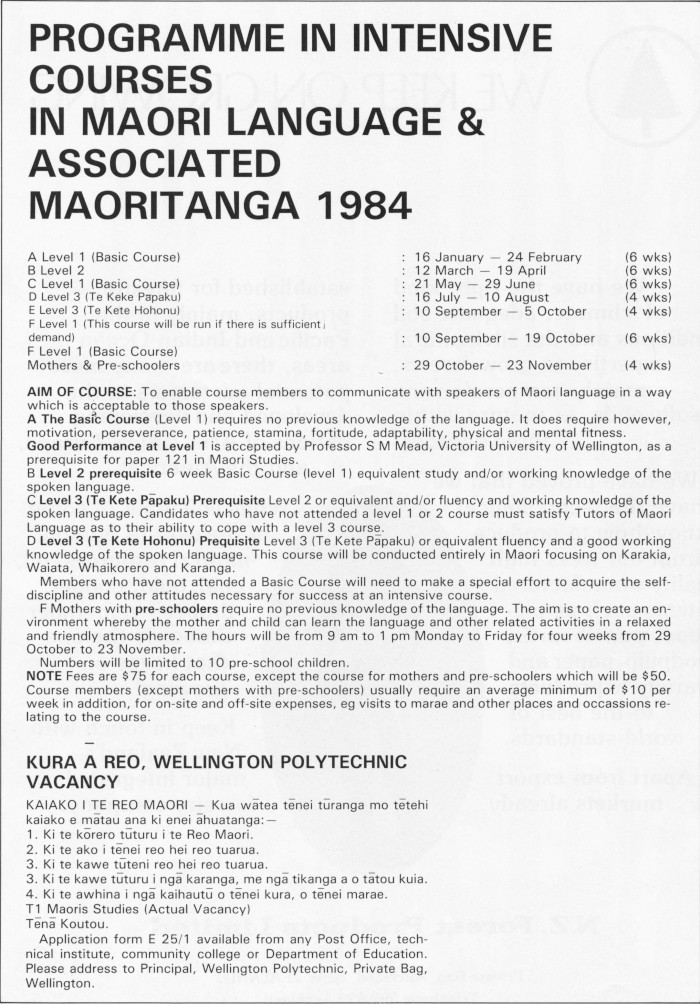 PROGRAMME IN INTENSIVE
COURSES
IN MAORI LANGUAGE &
ASSOCIATED
MAORITANGA 1984
A Level 1 (Basic Course) : 16 January — 24 February (6 wks)
B Level 2 : 12 March — 19 April (6 wks)
C Level 1 (Basic Course) : 21 May — 29 June (6 wks)
D Level 3 (Te Keke Pāpaku) : 16 July — 10 August (4 wks)
E Level 3 (Te Kete Hohonu) : 10 September — 5 October (4 wks)
F Level 1 (This course will be run if there is sufficient
demand) : 10 September — 19 October (6 wks)
F Level 1 (Basic Course)
Mothers & Pre-schoolers : 29 October — 23 November (4 wks)
AIM OF COURSE: To enable course members to communicate with speakers of Maori language in a way
which is acceptable to those speakers.
A The Basic Course (Level 1) requires no previous knowledge of the language. It does require however,
motivation, perseverance, patience, stamina, fortitude, adaptability, physical and mental fitness.
Good Performance at Level 1 is accepted by Professor S M Mead, Victoria University of Wellington, as a
prerequisite for paper 121 in Maori Studies.
B Level 2 prerequisite 6 week Basic Course (level 1) equivalent study and/or working knowledge of the
spoken language.
C Level 3 (Te Kete Pāpaku) Prerequisite Level 2 or equivalent and/or fluency and working knowledge of the
spoken language. Candidates who have not attended a level 1 or 2 course must satisfy Tutors of Maori
Language as to their ability to cope with a level 3 course.
D Level 3 (Te Kete Hohonu) Prequisite Level 3 (Te Kete Pāpaku) or equivalent fluency and a good working
knowledge of the spoken language. This course will be conducted entirely in Maori focusing on Karakia,
Waiata, Whaikorero and Karanga.
Members who have not attended a Basic Course will need to make a special effort to acquire the self-
discipline and other attitudes necessary for success at an intensive course.
F Mothers with pre-schoolers require no previous knowledge of the language. The aim is to create an en-
vironment whereby the mother and child can learn the language and other related activities in a relaxed
and friendly atmosphere. The hours will be from 9 am to 1 pm Monday to Friday for four weeks from 29
October to 23 November.
Numbers will be limited to 10 pre-school children.
NOTE Fees are $75 for each course, except the course for mothers and pre-schoolers which will be $50.
Course members (except mothers with pre-schoolers) usually require an average minimum of $10 per
week in addition, for on-site and off-site expenses, eg visits to marae and other places and occassions re-
lating to the course.
KURA Ā REO, WELLINGTON POLYTECHNIC
VACANCY
KAIAKO I TE REO MAORI — Kua wātea tēnei tūranga mo tētehi
kaiako e mātau ana ki enei āhuatanga:—
1. Ki te kōrero tūturu i te Reo Maori.
2. Ki te ako i tēnei reo hei reo tuarua.
3. Ki te kawe tūteni reo hei reo tuarua.
3. Ki te kawe tūturu i ngā karanga, me ngā tikanga a o tātou kuia.
4. Ki te awhina i ngā kaihautū o tēnei kura, o tēnei marae.
T1 Maoris Studies (Actual Vacancy)
Tēnā Koutou.
Application form E 25/1 available from any Post Office, tech-
nical institute, community college or Department of Education.
Please address to Principal, Wellington Polytechnic, Private Bag,
Wellington.